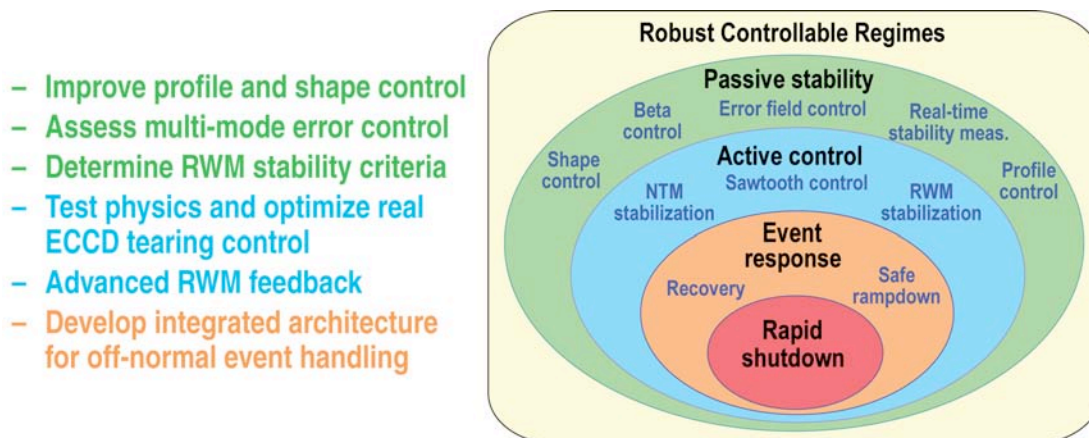 – Improve profile and shape control
– Assess multi-mode error control
– Determine RWM stability criteria
– Test physics and optimize real
ECCD tearing control
– Advanced RWM feedback
– Develop integrated architecture
for off-normal event handling
Robust Controllable Regimes
Passive stability
Beta
control
Error field control
Real-time
stability meas.
Shape
control
Profile
control
Active control
NTM
stabilization
Sawtooth control
RWM
stabilization
Event
response
Recovery
Safe
rampdown
Rapid
shutdown